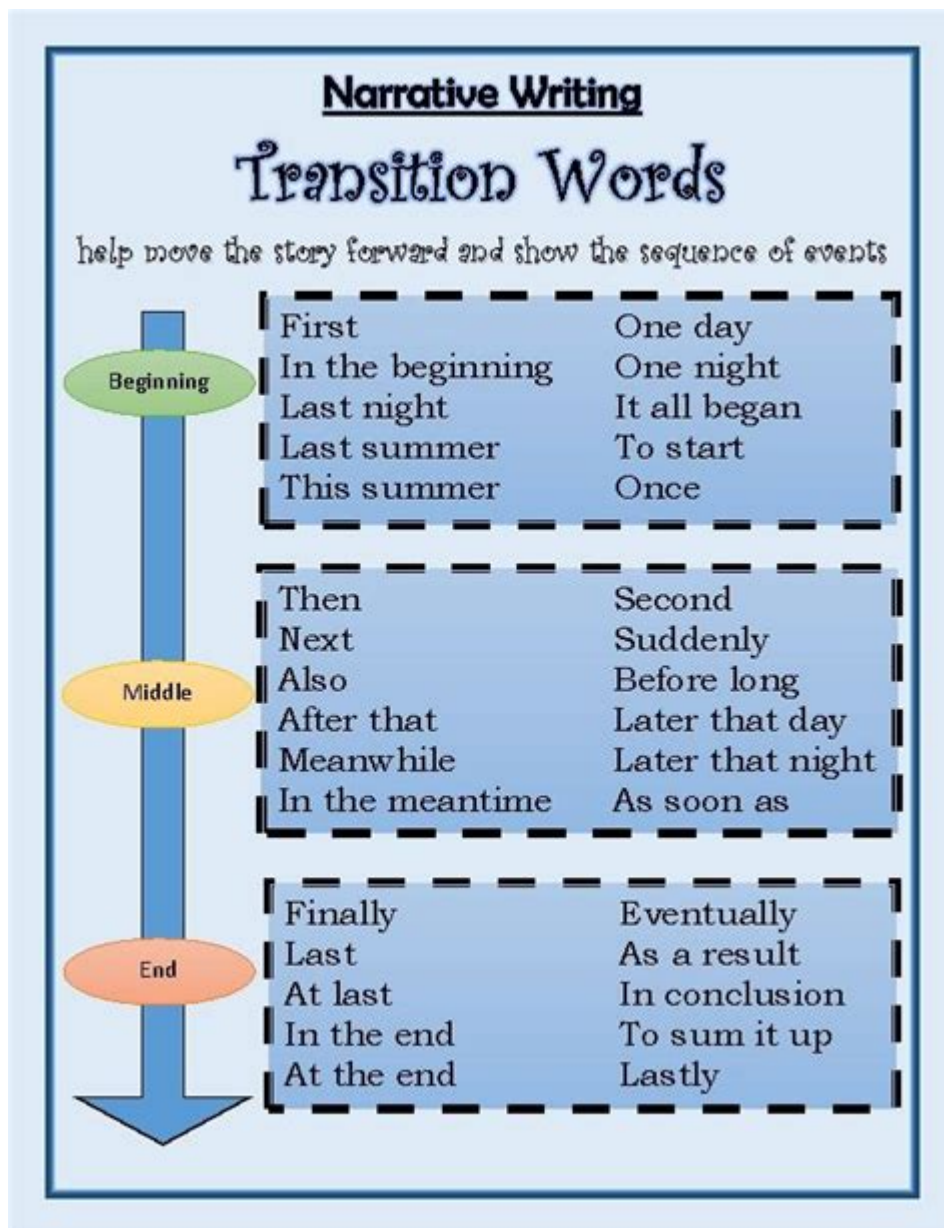 Narrative Writing
Transition Words
help move the story forward and show the sequence of events
Beginning
First
In the beginning
Last night
Last summer
This summer
One day
One night
It all began
To start
Once
Middle
Then
Next
Also
After that
Meanwhile
In the meantime
Second
Suddenly
Before long
Later that day
Later that night
As soon as
End
Finally
Last
At last
In the end
At the end
Eventually
As a result
In conclusion
To sum it up
Lastly